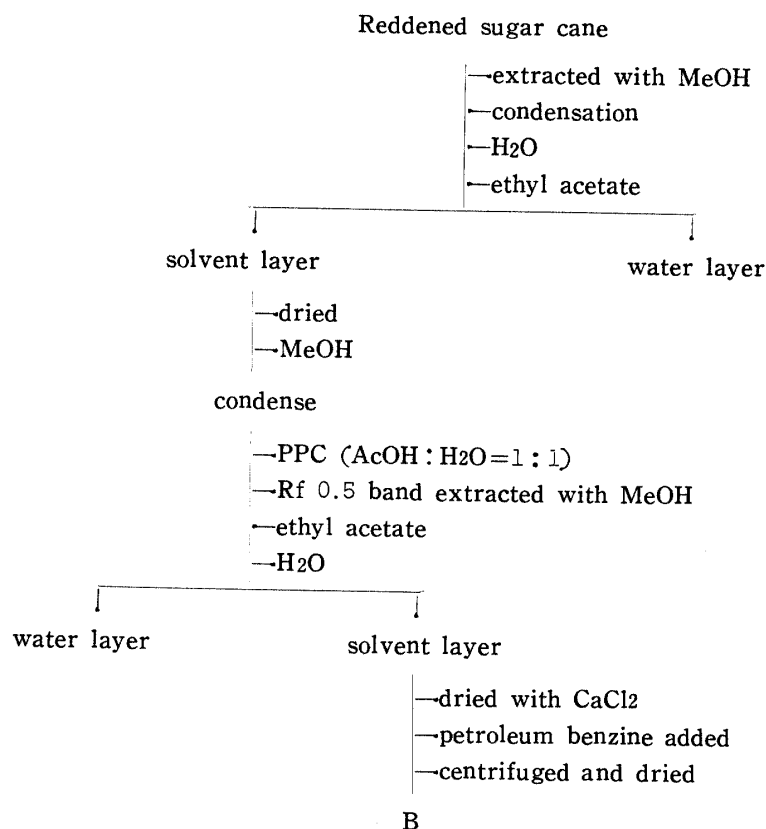 Reddened sugar cane
extracted with MeOH
condensation
H2O
ethyl acetate
solvent layer water layer
dried
MeOH
condense
PPC (AcOH : H2O=1 : 1)
Rf 0.5 band extracted with MeOH
ethyl acetate
H2O
water layer solvent layer
dried with CaCl2
petroleum benzine added
centrifuged and dried
B